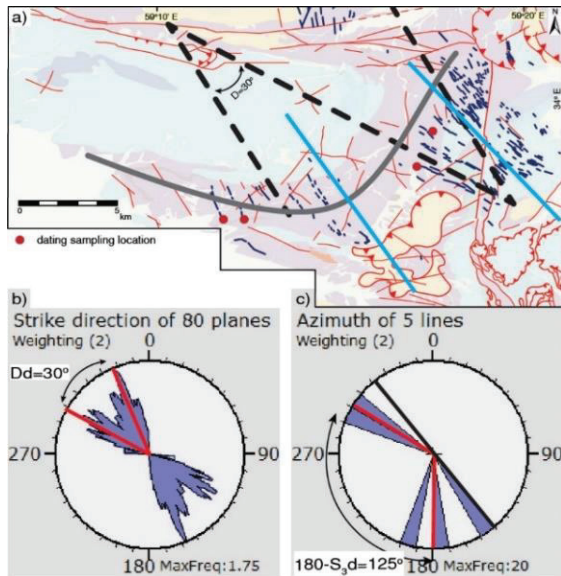 a)
59°10' E
59°20' E
N
34° E
D=30°
0
5
km
dating sampling location
b)
Strike direction of 80 planes
Weighting (2)
0
Dd=30°
270
90
180
MaxFreq:1.75
c)
Azimuth of 5 lines
Weighting (2)
0
270
90
180-S₃d=125°
180
MaxFreq:20